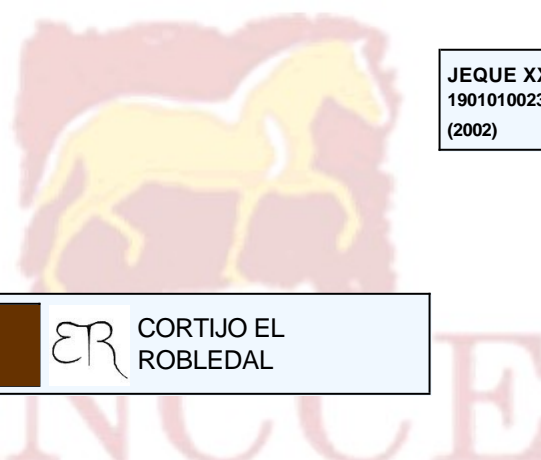 JEQUE XX
1901010023
(2002)
CORTIJO EL
ROBLEDAL
NCCE